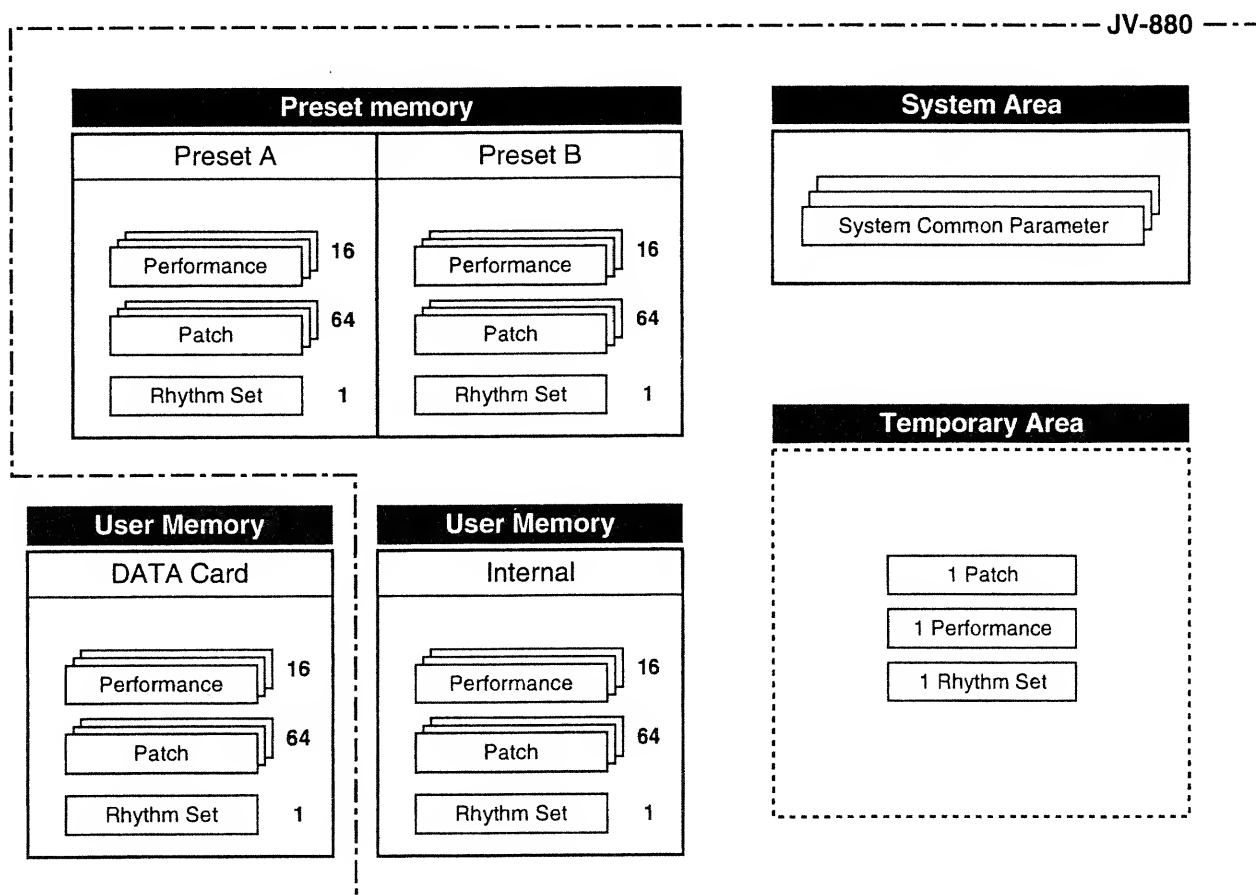 JV-880
Preset memory
Preset A
Performance 16
Patch 64
Rhythm Set 1
Preset B
Performance 16
Patch 64
Rhythm Set 1
System Area
System Common Parameter
Temporary Area
1 Patch
1 Performance
1 Rhythm Set
User Memory
DATA Card
Performance 16
Patch 64
Rhythm Set 1
User Memory
Internal
Performance 16
Patch 64
Rhythm Set 1